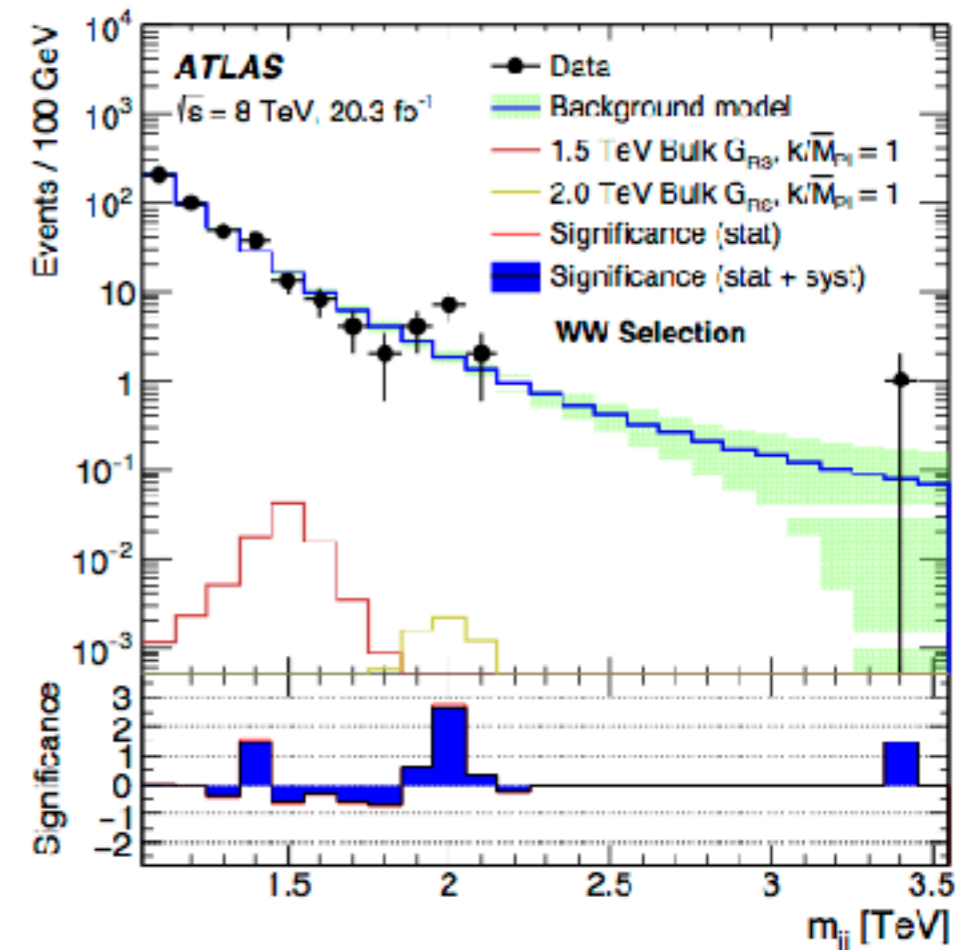 Events / 100 GeV
10⁴
10³
10²
10
1
10⁻¹
10⁻²
10⁻³
ATLAS
√s = 8 TeV, 20.3 fb⁻¹
Data
Background model
1.5 TeV Bulk G_RS, k/M̅_Pl = 1
2.0 TeV Bulk G_RS, k/M̅_Pl = 1
Significance (stat)
Significance (stat + syst)
WW Selection
Significance
3
2
1
0
−1
−2
1.5
2
2.5
3
3.5
m_jj [TeV]